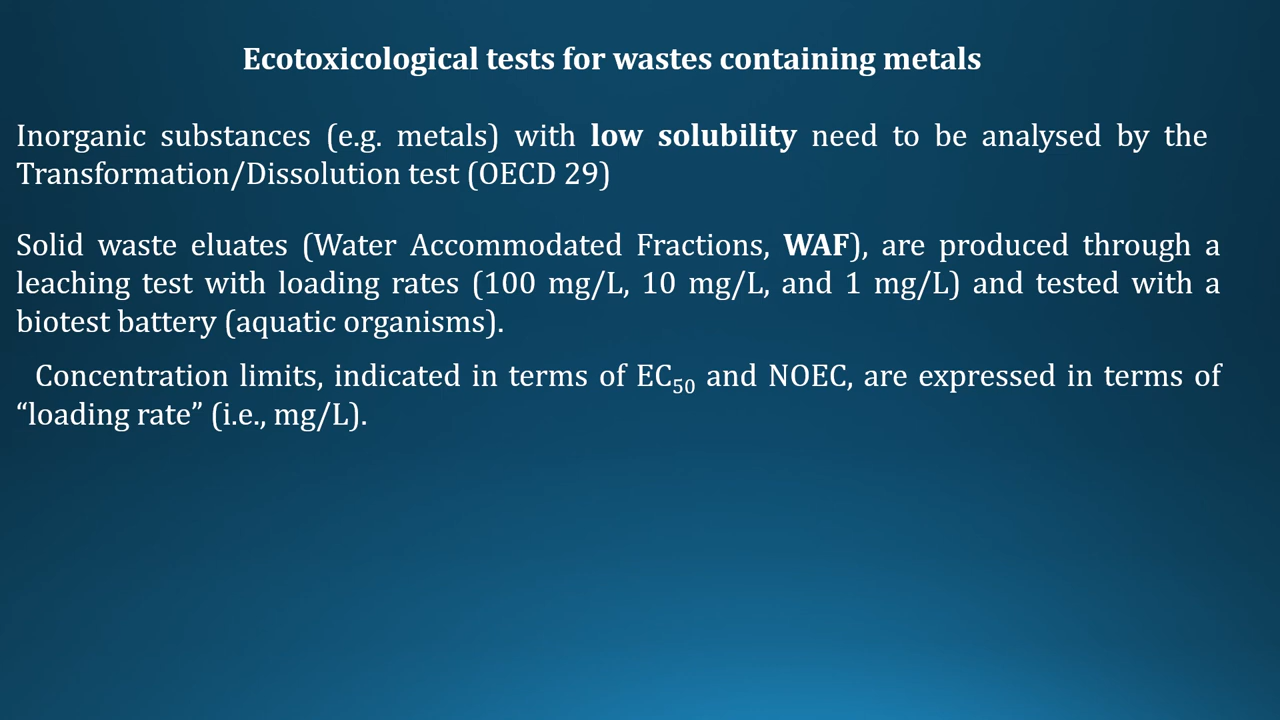 Ecotoxicological tests for wastes containing metals
Inorganic substances (e.g. metals) with low solubility need to be analysed by the
Transformation/Dissolution test (OECD 29)
Solid waste eluates (Water Accommodated Fractions, WAF), are produced through a
leaching test with loading rates (100 mg/L, 10 mg/L, and 1 mg/L) and tested with a
biotest battery (aquatic organisms).
Concentration limits, indicated in terms of EC50 and NOEC, are expressed in terms of
“loading rate” (i.e., mg/L).